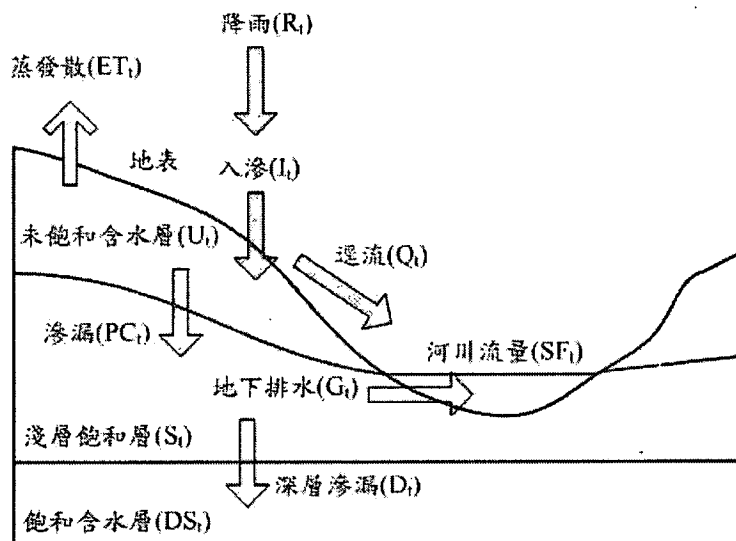 降雨(Rt)
蒸發散(ETt)
地表
入滲(It)
未飽和含水層(Ut)
逕流(Qt)
滲漏(PCt)
河川流量(SFt)
地下排水(Gt)
淺層飽和層(St)
深層滲漏(Dt)
飽和含水層(DSt)